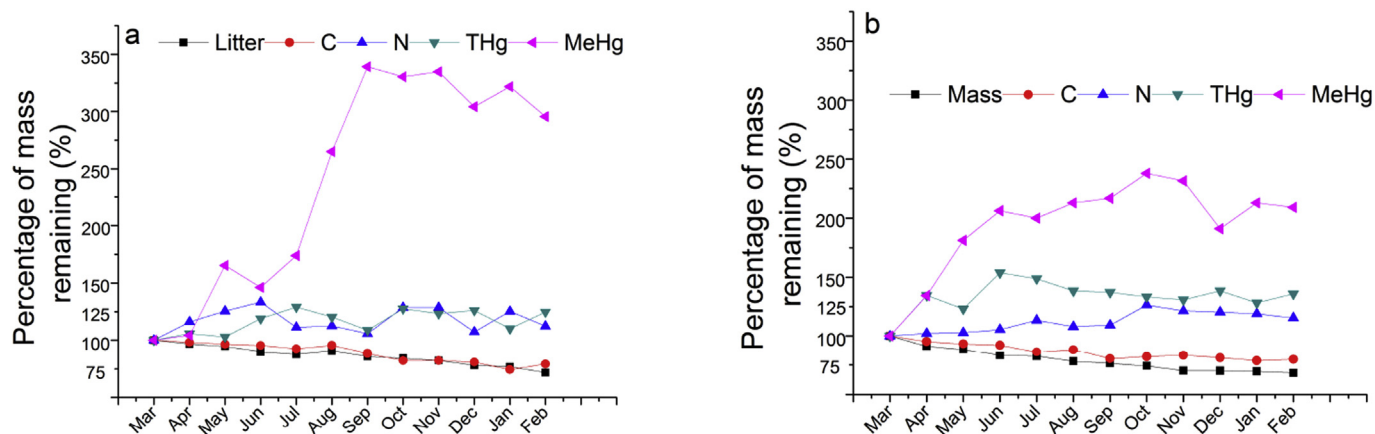 a
Litter C N THg MeHg
Percentage of mass
remaining (%)
350
300
250
200
150
125
100
75
Mar Apr May Jun Jul Aug Sep Oct Nov Dec Jan Feb
b
Mass C N THg MeHg
Percentage of mass
remaining (%)
350
300
250
200
150
125
100
75
Mar Apr May Jun Jul Aug Sep Oct Nov Dec Jan Feb